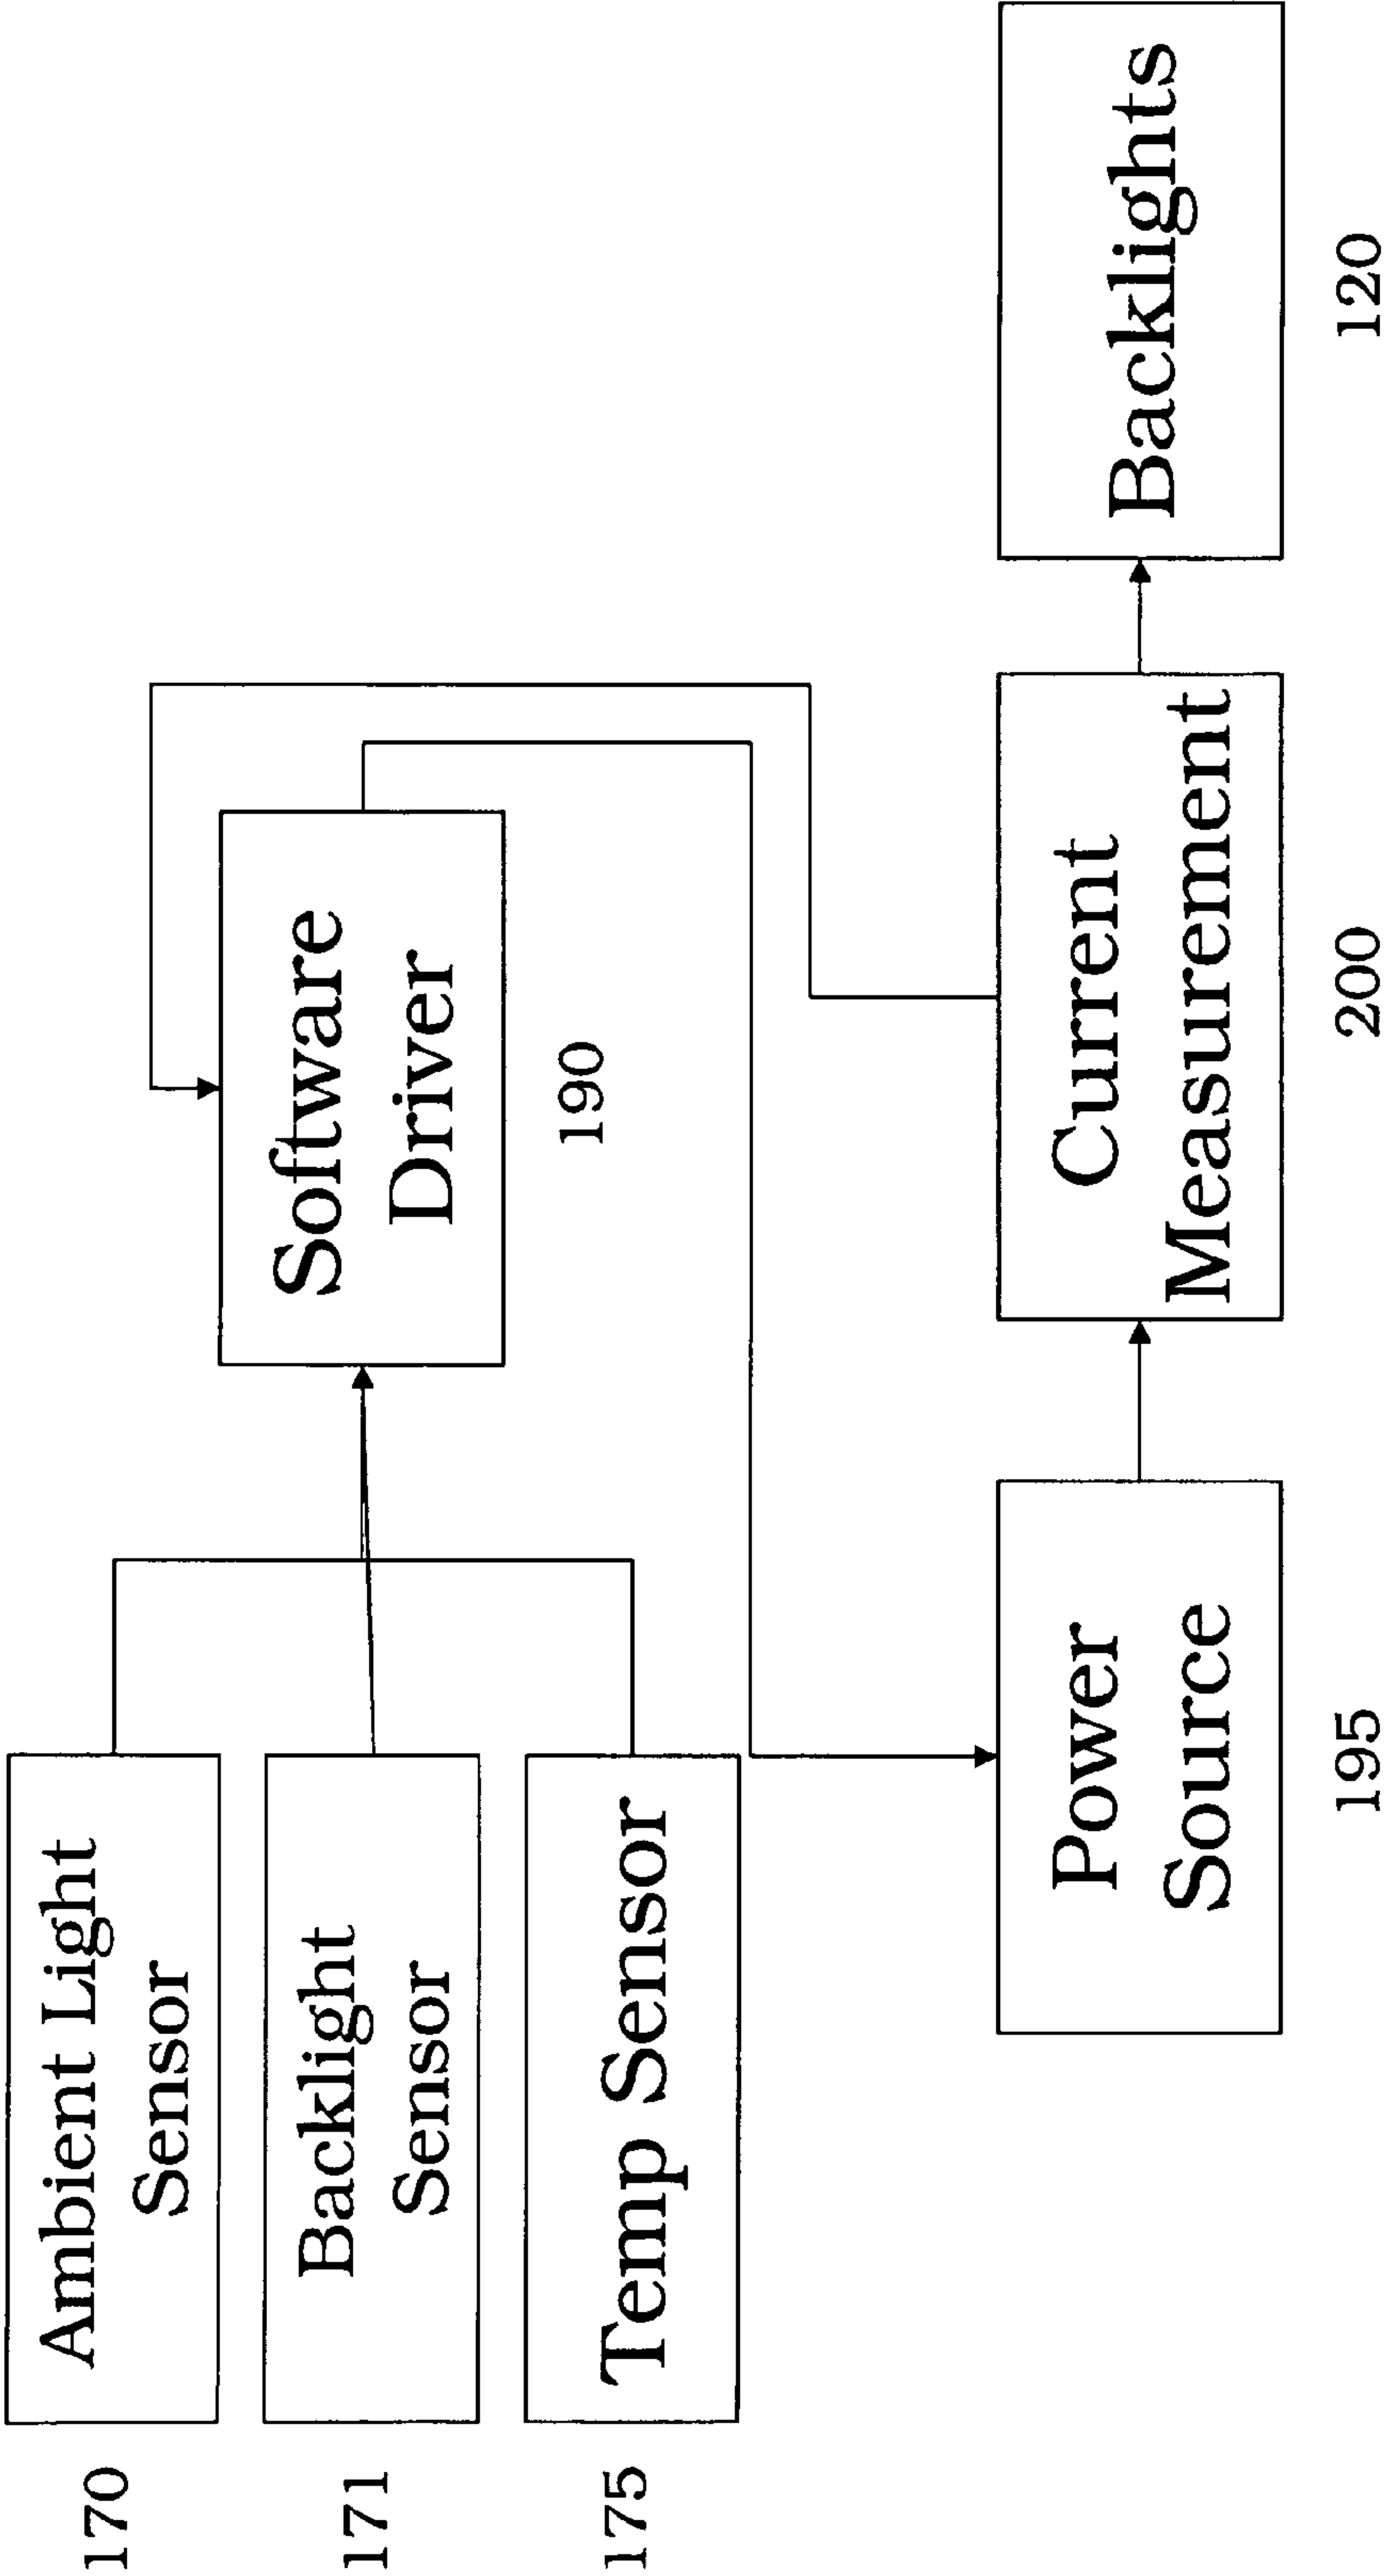 170
Ambient Light
Sensor
171
Backlight
Sensor
175
Temp Sensor
Software
Driver
190
Power
Source
195
Current
Measurement
200
Backlights
120